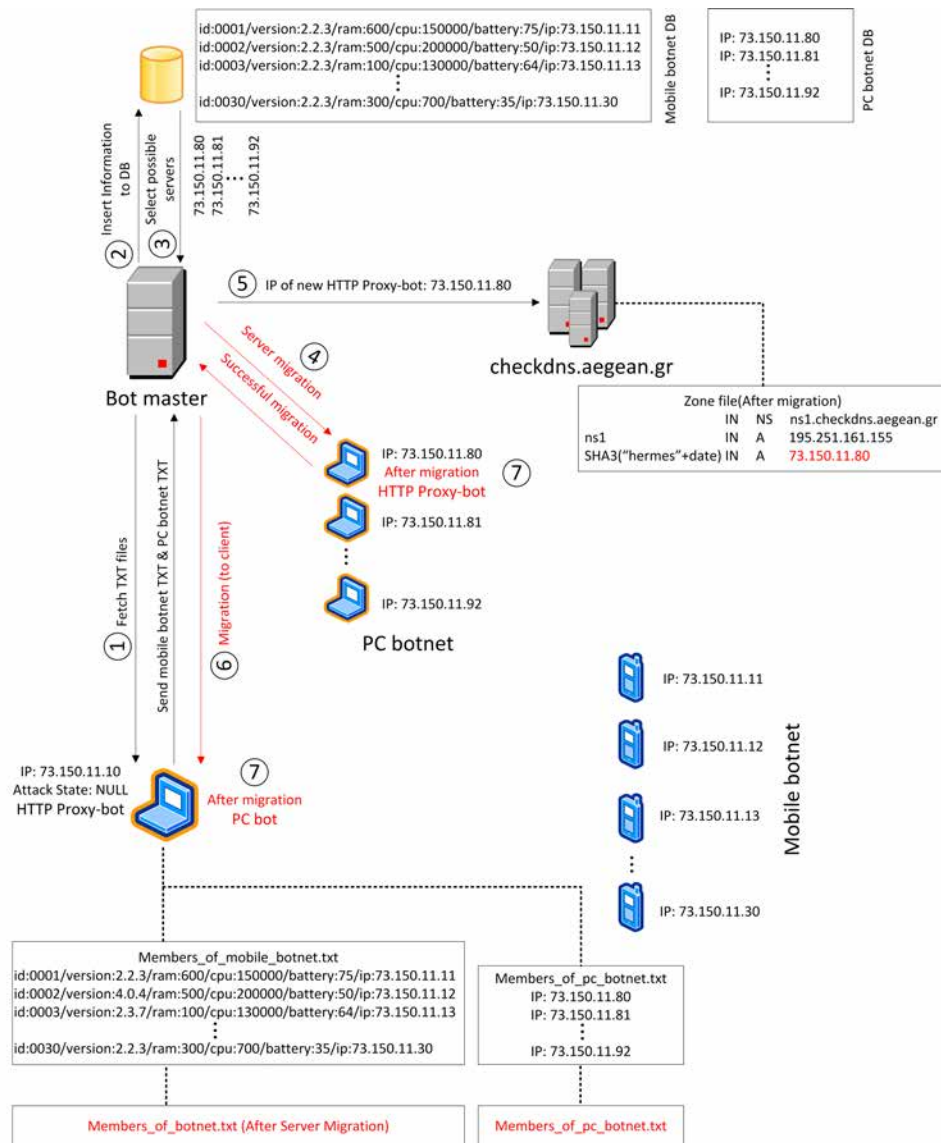 id:0001/version:2.2.3/ram:600/cpu:150000/battery:75/ip:73.150.11.11
id:0002/version:2.2.3/ram:500/cpu:200000/battery:50/ip:73.150.11.12
id:0003/version:2.2.3/ram:100/cpu:130000/battery:64/ip:73.150.11.13
id:0030/version:2.2.3/ram:300/cpu:700/battery:35/ip:73.150.11.30
Mobile botnet DB
IP: 73.150.11.80
IP: 73.150.11.81
IP: 73.150.11.92
PC botnet DB
2
Insert Information
to DB
3
Select possible
servers
73.150.11.80
73.150.11.81
73.150.11.92
5 IP of new HTTP Proxy-bot: 73.150.11.80
checkdns.aegean.gr
Bot master
Server migration
4
Successful migration
Zone file(After migration)
IN NS ns1.checkdns.aegean.gr
ns1 IN A 195.251.161.155
SHA3("hermes"+date) IN A 73.150.11.80
IP: 73.150.11.80
After migration
HTTP Proxy-bot
7
IP: 73.150.11.81
IP: 73.150.11.92
PC botnet
1 Fetch TXT files
Send mobile botnet TXT & PC botnet TXT
6 Migration (to client)
IP: 73.150.11.11
IP: 73.150.11.12
IP: 73.150.11.13
IP: 73.150.11.30
Mobile botnet
IP: 73.150.11.10
Attack State: NULL
HTTP Proxy-bot
7
After migration
PC bot
Members_of_mobile_botnet.txt
id:0001/version:2.2.3/ram:600/cpu:150000/battery:75/ip:73.150.11.11
id:0002/version:4.0.4/ram:500/cpu:200000/battery:50/ip:73.150.11.12
id:0003/version:2.3.7/ram:100/cpu:130000/battery:64/ip:73.150.11.13
id:0030/version:2.2.3/ram:300/cpu:700/battery:35/ip:73.150.11.30
Members_of_pc_botnet.txt
IP: 73.150.11.80
IP: 73.150.11.81
IP: 73.150.11.92
Members_of_botnet.txt (After Server Migration)
Members_of_pc_botnet.txt